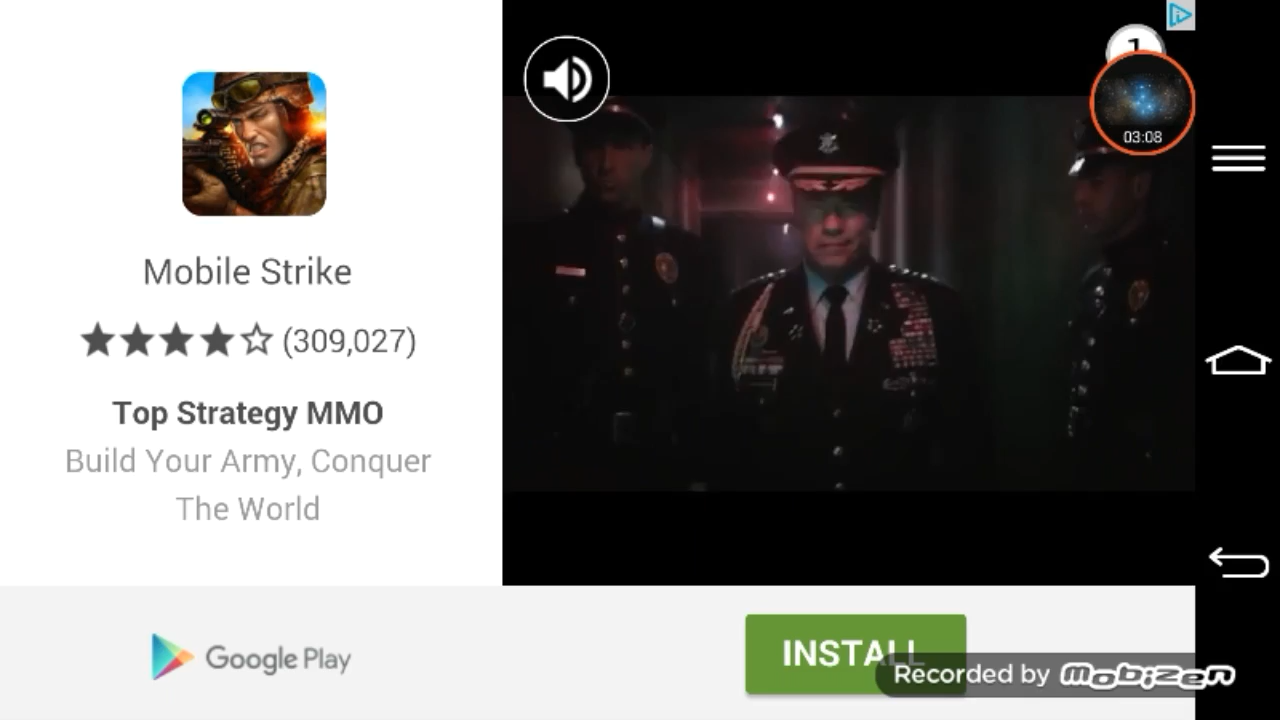 Mobile Strike
(309,027)
Top Strategy MMO
Build Your Army, Conquer
The World
1
03:08
Google Play
INSTALL
Recorded by mobizen